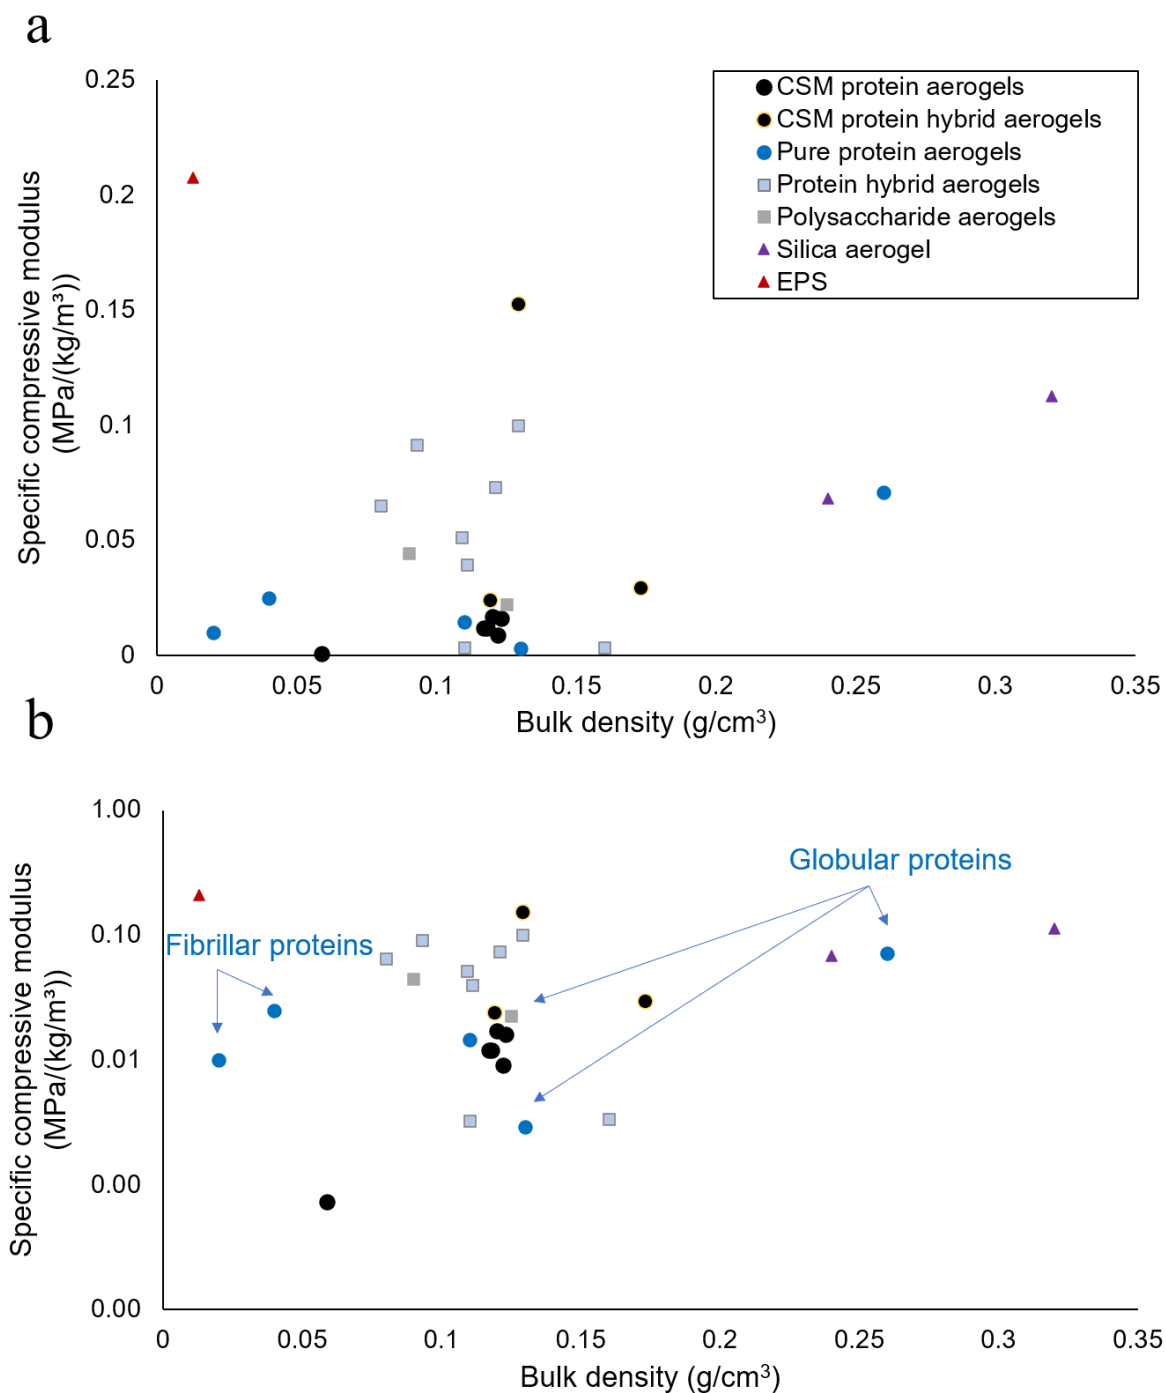 a
0.25
0.2
0.15
0.1
0.05
0
Specific compressive modulus
(MPa/(kg/m³))
CSM protein aerogels
CSM protein hybrid aerogels
Pure protein aerogels
Protein hybrid aerogels
Polysaccharide aerogels
Silica aerogel
EPS
0 0.05 0.1 0.15 0.2 0.25 0.3 0.35
Bulk density (g/cm³)
b
1.00
0.10
0.01
0.00
0.00
Specific compressive modulus
(MPa/(kg/m³))
Globular proteins
Fibrillar proteins
0 0.05 0.1 0.15 0.2 0.25 0.3 0.35
Bulk density (g/cm³)